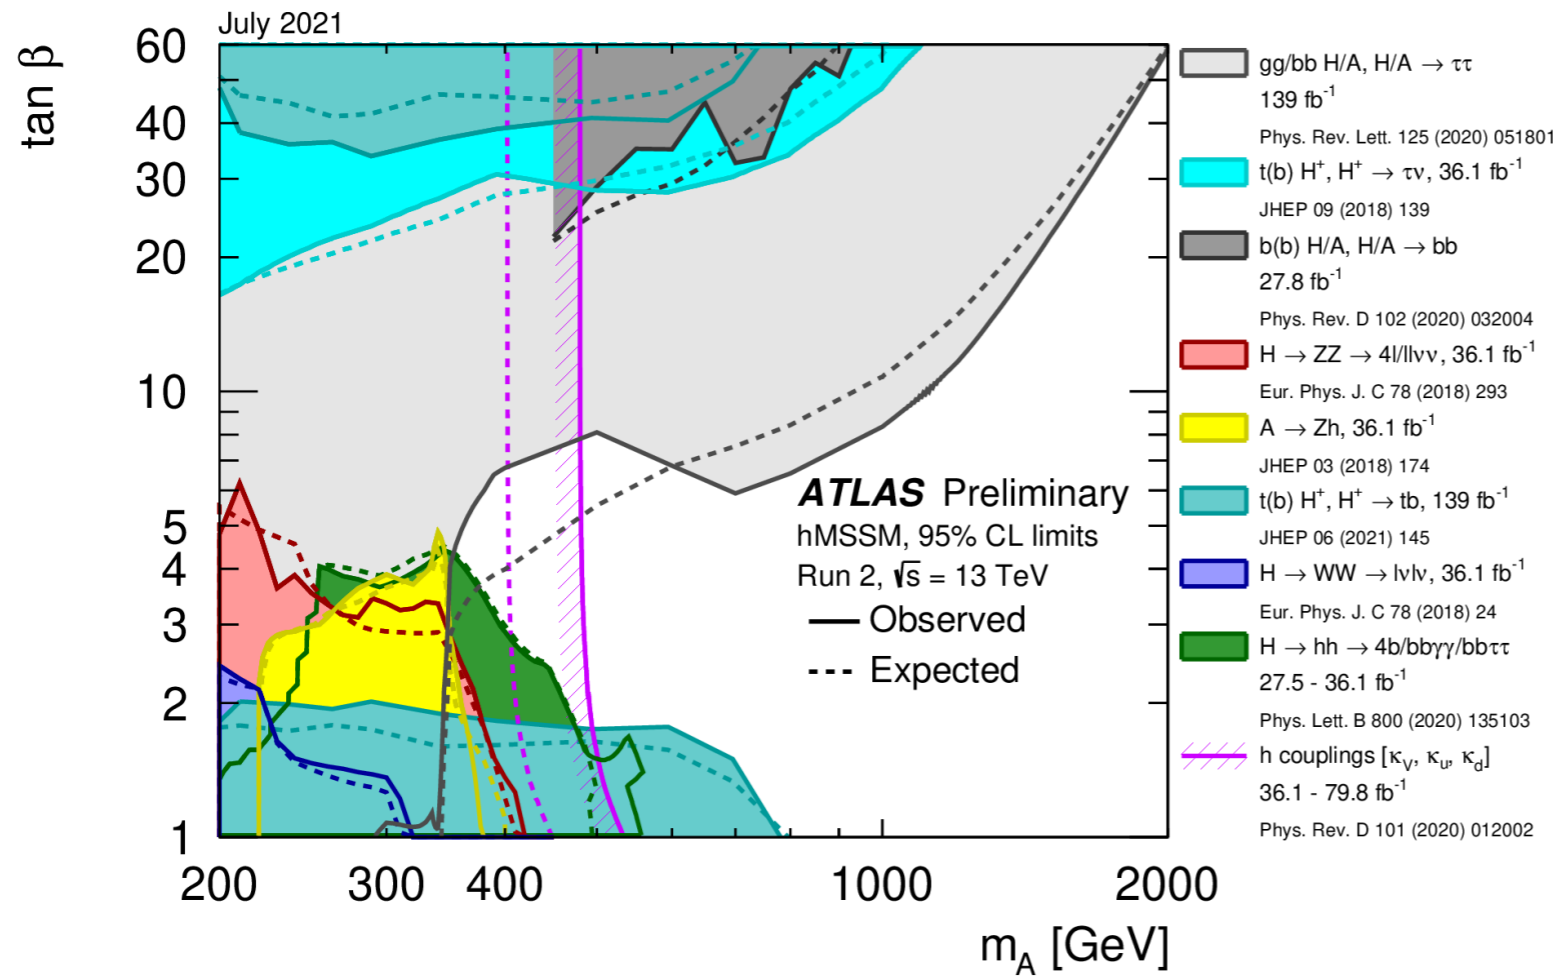 July 2021
tan β
60
40
30
20
10
5
4
3
2
1
200
300
400
1000
2000
m_A [GeV]
ATLAS Preliminary
hMSSM, 95% CL limits
Run 2, √s = 13 TeV
Observed
Expected
gg/bb H/A, H/A → ττ
139 fb⁻¹
Phys. Rev. Lett. 125 (2020) 051801
t(b) H⁺, H⁺ → τν, 36.1 fb⁻¹
JHEP 09 (2018) 139
b(b) H/A, H/A → bb
27.8 fb⁻¹
Phys. Rev. D 102 (2020) 032004
H → ZZ → 4l/llνν, 36.1 fb⁻¹
Eur. Phys. J. C 78 (2018) 293
A → Zh, 36.1 fb⁻¹
JHEP 03 (2018) 174
t(b) H⁺, H⁺ → tb, 139 fb⁻¹
JHEP 06 (2021) 145
H → WW → lνlν, 36.1 fb⁻¹
Eur. Phys. J. C 78 (2018) 24
H → hh → 4b/bbγγ/bbττ
27.5 - 36.1 fb⁻¹
Phys. Lett. B 800 (2020) 135103
h couplings [κ_V, κ_u, κ_d]
36.1 - 79.8 fb⁻¹
Phys. Rev. D 101 (2020) 012002